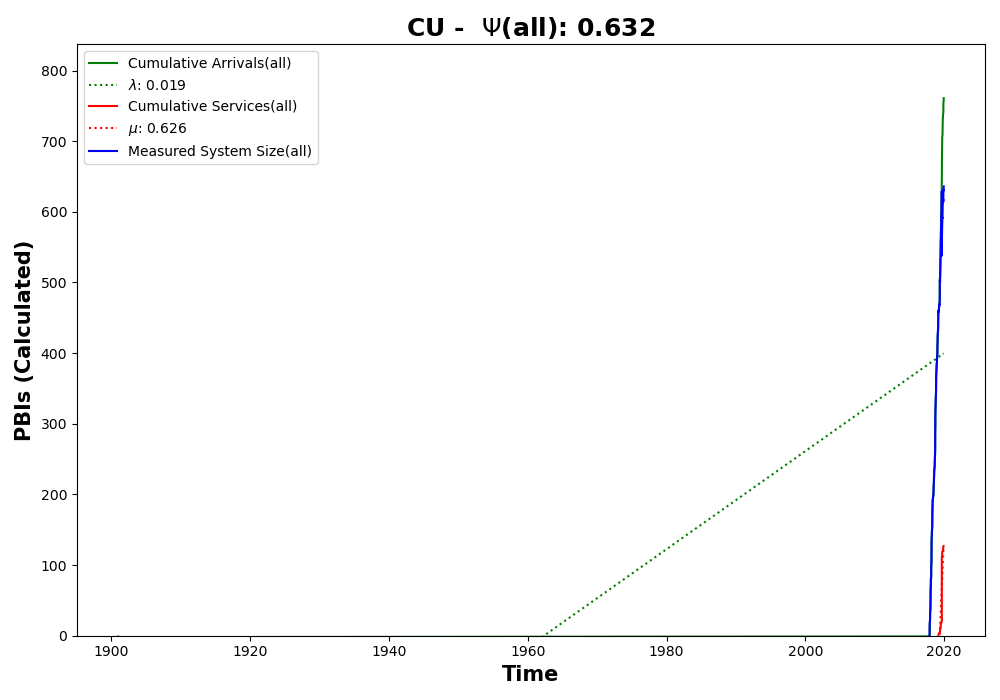 CU - Ψ(all): 0.632
Cumulative Arrivals(all)
λ: 0.019
Cumulative Services(all)
μ: 0.626
Measured System Size(all)
PBIs (Calculated)
800
700
600
500
400
300
200
100
0
1900 1920 1940 1960 1980 2000 2020
Time